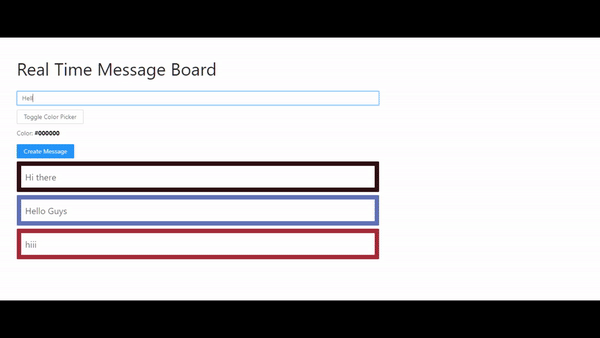 Real Time Message Board
Hell
Toggle Color Picker
Color: #000000
Create Message
Hi there
Hello Guys
hiii